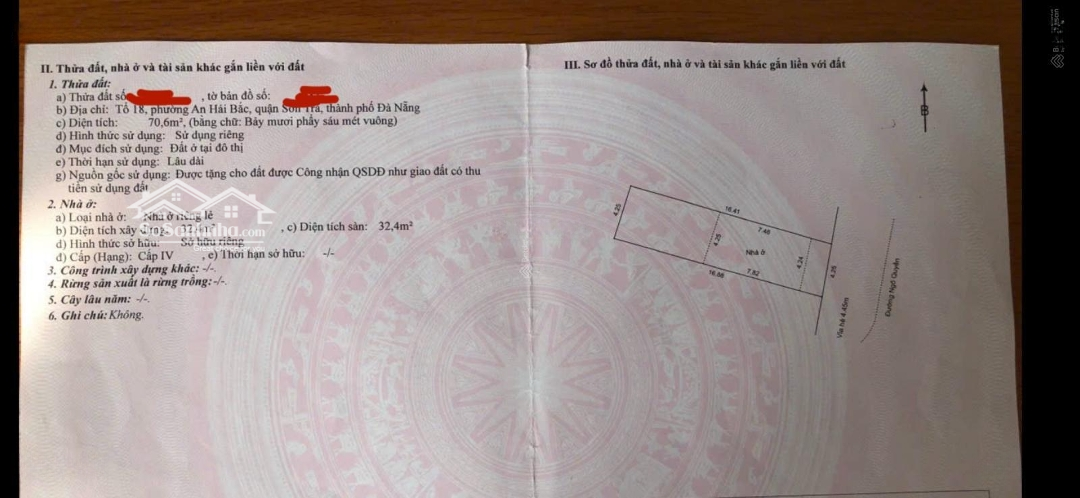 II. Thửa đất, nhà ở và tài sản khác gắn liền với đất
1. Thửa đất:
a) Thửa đất số , tờ bản đồ số:
b) Địa chỉ: Tổ 18, phường An Hải Bắc, quận Sơn Trà, thành phố Đà Nẵng
c) Diện tích: 70,6m², (bằng chữ: Bảy mươi phẩy sáu mét vuông)
d) Hình thức sử dụng: Sử dụng riêng
đ) Mục đích sử dụng: Đất ở tại đô thị
e) Thời hạn sử dụng: Lâu dài
g) Nguồn gốc sử dụng: Được tặng cho đất được Công nhận QSDĐ như giao đất có thu
tiền sử dụng đất
2. Nhà ở:
a) Loại nhà ở: Nhà ở riêng lẻ
b) Diện tích xây , c) Diện tích sàn: 32,4m²
d) Hình thức sở hữu: Sở hữu riêng
đ) Cấp (Hạng): Cấp IV , e) Thời hạn sở hữu: -/-
3. Công trình xây dựng khác: -/-.
4. Rừng sản xuất là rừng trồng: -/-.
5. Cây lâu năm: -/-.
6. Ghi chú: Không.
III. Sơ đồ thửa đất, nhà ở và tài sản khác gắn liền với đất
B
4.25
16.41
7.48
4.25
Nhà ở
4.24
4.25
16.86
7.82
Vỉa hè 4.45m
Đường Ngô Quyền